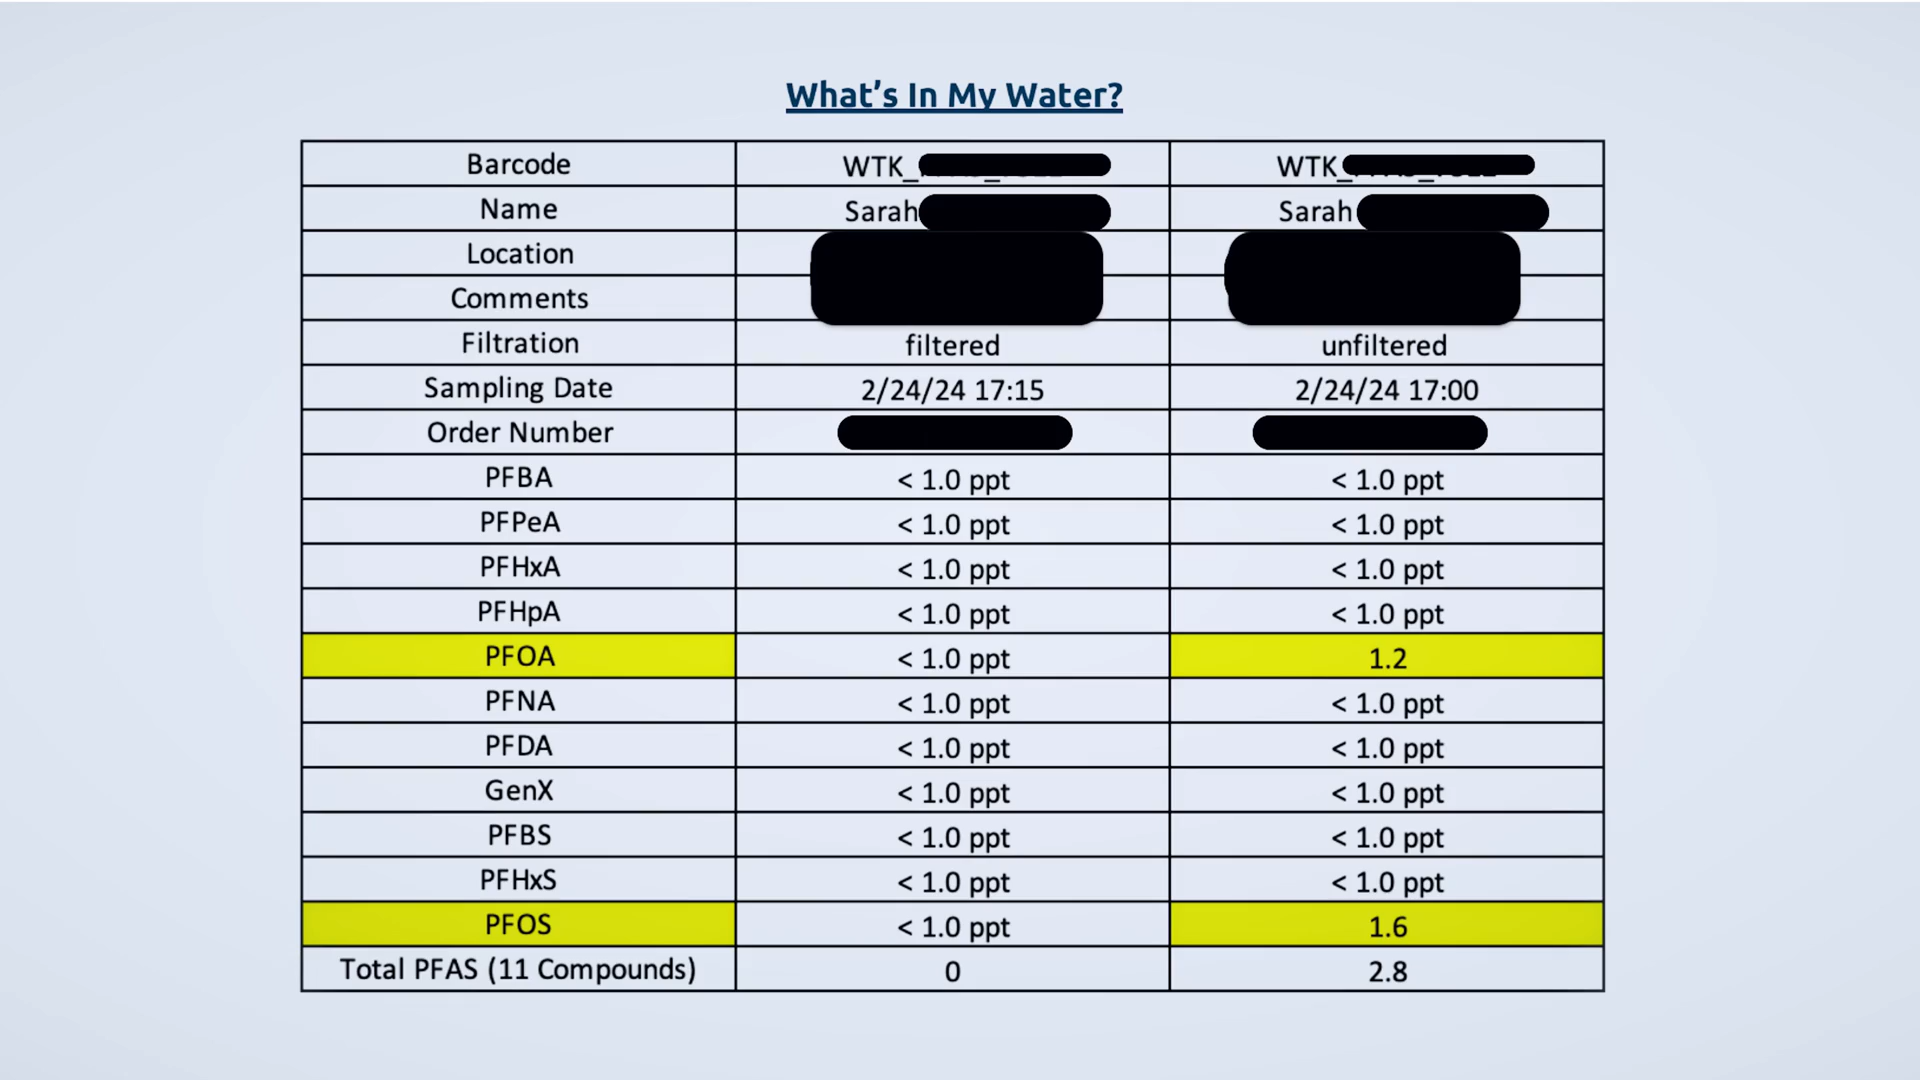 What's In My Water?
Barcode WTK_ WTK_
Name Sarah Sarah
Location
Comments
Filtration filtered unfiltered
Sampling Date 2/24/24 17:15 2/24/24 17:00
Order Number
PFBA < 1.0 ppt < 1.0 ppt
PFPeA < 1.0 ppt < 1.0 ppt
PFHxA < 1.0 ppt < 1.0 ppt
PFHpA < 1.0 ppt < 1.0 ppt
PFOA < 1.0 ppt 1.2
PFNA < 1.0 ppt < 1.0 ppt
PFDA < 1.0 ppt < 1.0 ppt
GenX < 1.0 ppt < 1.0 ppt
PFBS < 1.0 ppt < 1.0 ppt
PFHxS < 1.0 ppt < 1.0 ppt
PFOS < 1.0 ppt 1.6
Total PFAS (11 Compounds) 0 2.8